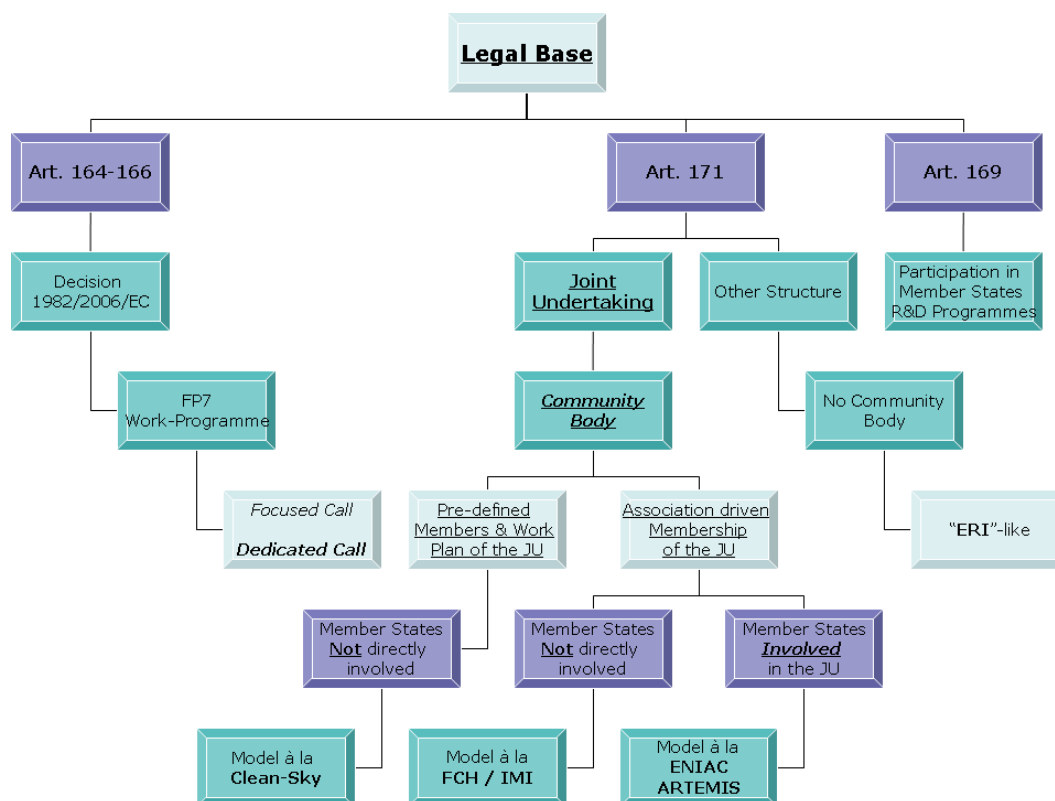 Legal Base
Art. 164-166
Art. 171
Art. 169
Decision
1982/2006/EC
Joint
Undertaking
Other Structure
Participation in
Member States
R&D Programmes
FP7
Work-Programme
Community
Body
No Community
Body
Focused Call
Dedicated Call
Pre-defined
Members & Work
Plan of the JU
Association driven
Membership
of the JU
“ERI”-like
Member States
Not directly
involved
Member States
Not directly
involved
Member States
Involved
in the JU
Model à la
Clean-Sky
Model à la
FCH / IMI
Model à la
ENIAC
ARTEMIS